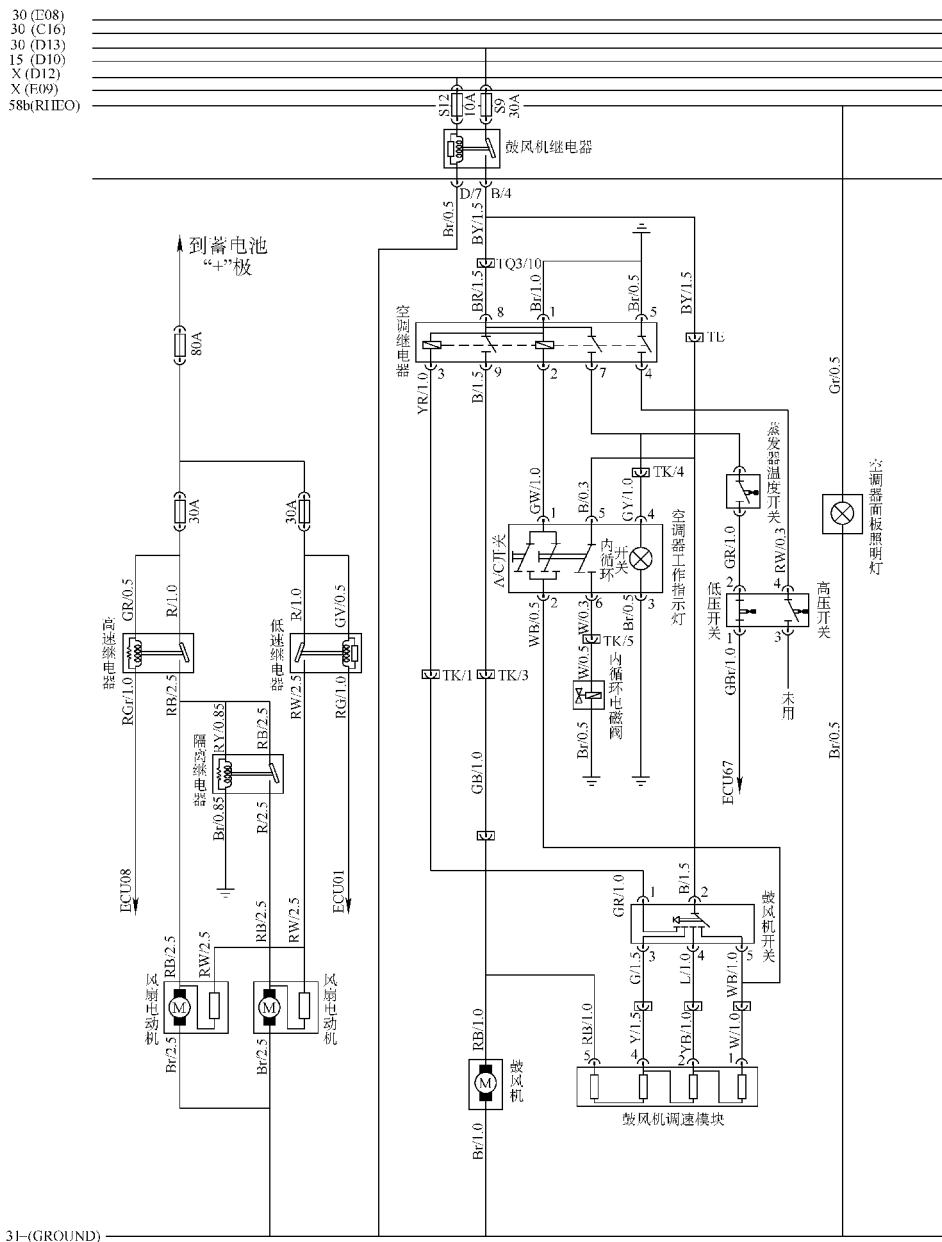 30 (E08)
30 (C16)
30 (D13)
15 (D10)
X (D12)
X (E09)
58b(RHEO)
S12
10A
S9
30A
鼓风机继电器
D/7
B/4
Br/0.5
BY/1.5
到蓄电池
“+”极
TQ3/10
BR/1.5
Br/1.0
Br/0.5
BY/1.5
空调继电器
8
1
5
TE
80A
3
9
2
7
4
YR/1.0
B/1.5
Gr/0.5
蒸发器温度开关
TK/4
GW/1.0
B/0.3
GY/1.0
空调器面板照明灯
30A
30A
1
5
4
A/C开关
内循环
开关
空调器工作指示灯
GR/1.0
RW/0.3
GR/0.5
R/1.0
R/1.0
GV/0.5
2
6
3
低压开关
2
4
高压开关
1
3
高速继电器
低速继电器
WB/0.5
W/0.3
Br/0.5
TK/5
GBr/1.0
RGr/1.0
RB/2.5
RW/2.5
RG/1.0
TK/1
TK/3
W/0.5
内循环电磁阀
未用
RY/0.85
RB/2.5
隔离继电器
Br/0.5
Br/0.5
ECU67
Br/0.85
R/2.5
GB/1.0
ECU08
ECU01
GR/1.0
1
B/1.5
2
鼓风机开关
RB/2.5
RW/2.5
RB/2.5
RW/2.5
3
4
5
G/1.5
L/1.0
WB/1.0
风扇电动机
M
M
风扇电动机
RB/1.0
RB/1.0
Y/1.5
YB/1.0
W/1.0
5
4
2
1
Br/2.5
Br/2.5
M
鼓风机
鼓风机调速模块
Br/1.0
31-(GROUND)